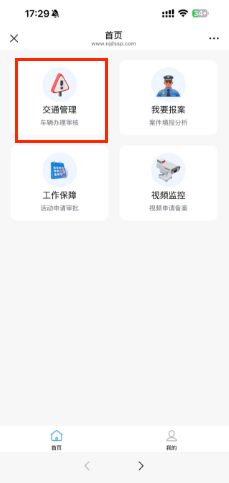 17:29
34+
首页
www.njdssp.com
交通管理
车辆办理审核
我要报案
案件填报分析
工作保障
活动申请审批
视频监控
视频申请备案
首页
我的